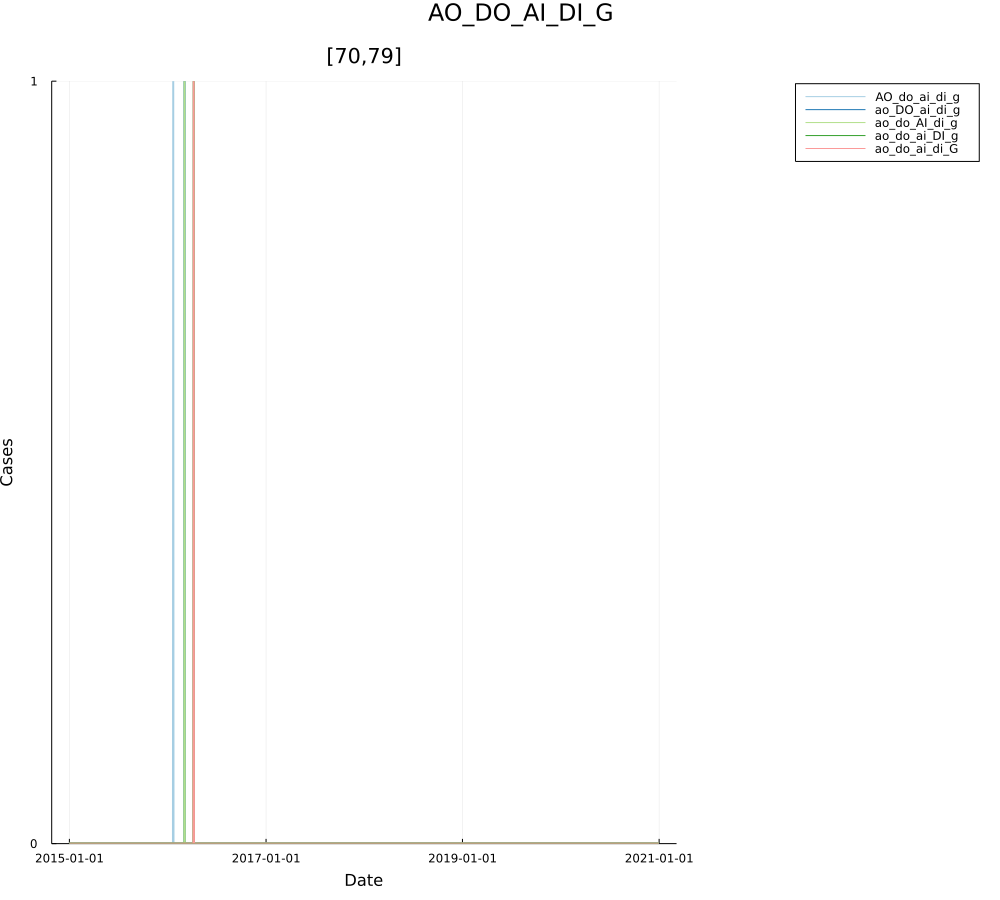 AO_DO_AI_DI_G
[70,79]
1
AO_do_ai_di_g
ao_DO_ai_di_g
ao_do_AI_di_g
ao_do_ai_DI_g
ao_do_ai_di_G
Cases
0
2015-01-01 2017-01-01 2019-01-01 2021-01-01
Date